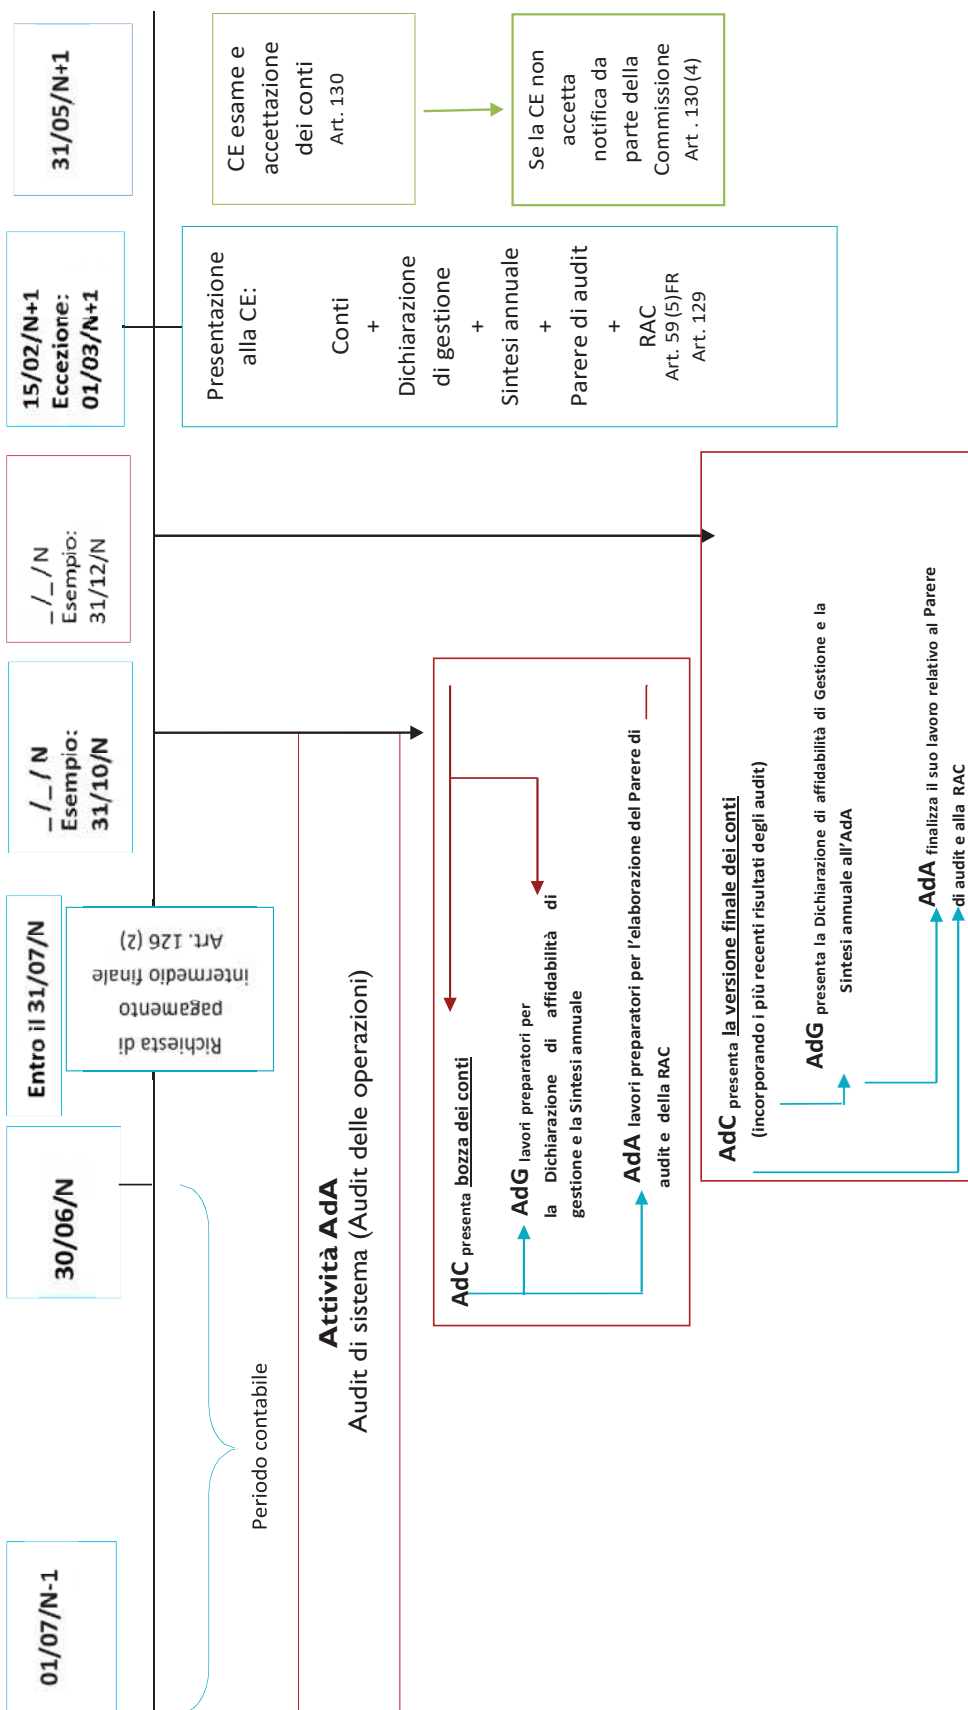 01/07/N-1
30/06/N
Entro il 31/07/N
_/_/ N
Esempio:
31/10/N
_/_/ N
Esempio:
31/12/N
15/02/N+1
Eccezione:
01/03/N+1
31/05/N+1
Richiesta di
pagamento
intermedio finale
Art. 126 (2)
Periodo contabile
Attività AdA
Audit di sistema (Audit delle operazioni)
AdC presenta bozza dei conti
AdG lavori preparatori per
la Dichiarazione di affidabilità di
gestione e la Sintesi annuale
AdA lavori preparatori per l'elaborazione del Parere di
audit e della RAC
AdC presenta la versione finale dei conti
(incorporando i più recenti risultati degli audit)
AdG presenta la Dichiarazione di affidabilità di Gestione e la
Sintesi annuale all'AdA
AdA finalizza il suo lavoro relativo al Parere
di audit e alla RAC
Presentazione
alla CE:
Conti
+
Dichiarazione
di gestione
+
Sintesi annuale
+
Parere di audit
+
RAC
Art. 59 (5)FR
Art. 129
CE esame e
accettazione
dei conti
Art. 130
Se la CE non
accetta
notifica da
parte della
Commissione
Art . 130 (4)